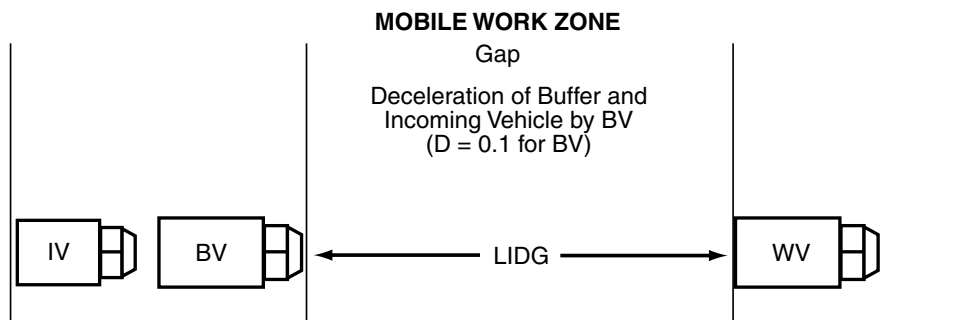 MOBILE WORK ZONE
Gap
Deceleration of Buffer and
Incoming Vehicle by BV
(D = 0.1 for BV)
IV
BV
LIDG
WV